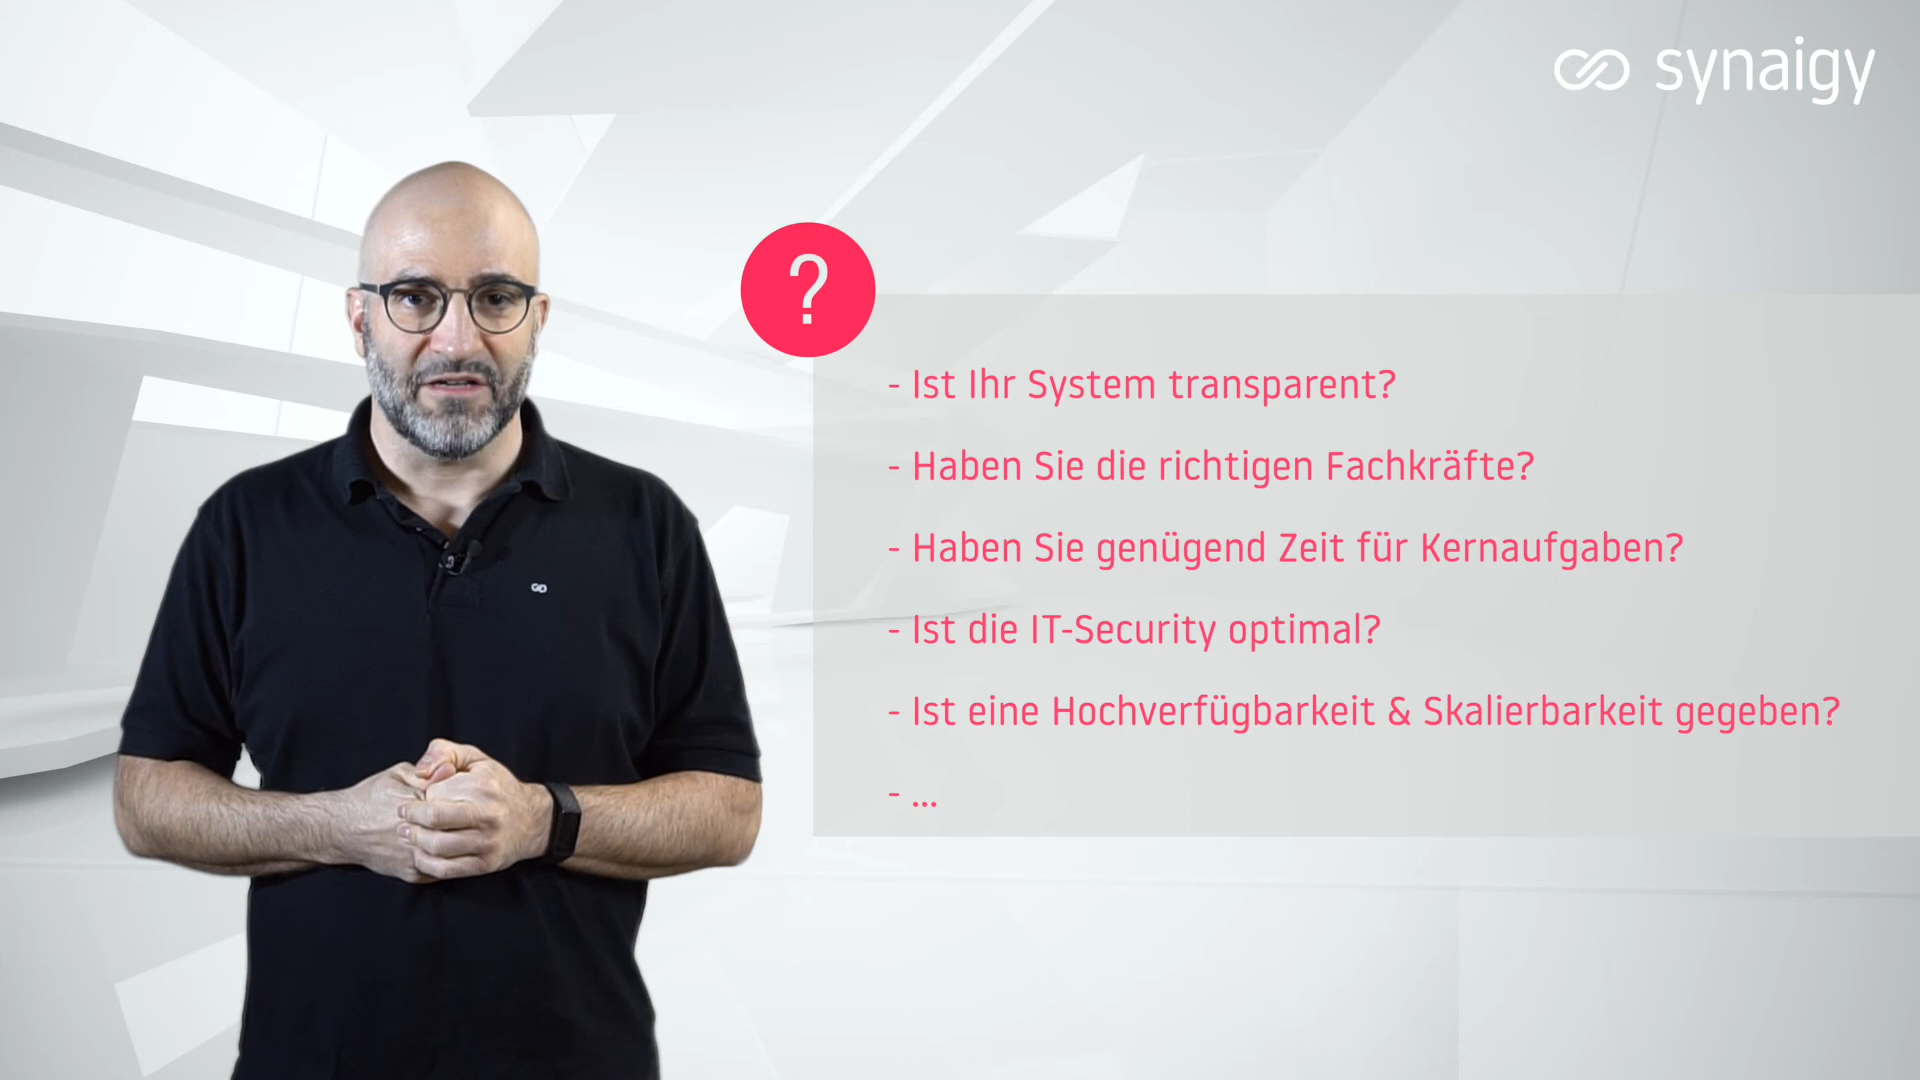 synaigy
?
- Ist Ihr System transparent?
- Haben Sie die richtigen Fachkräfte?
- Haben Sie genügend Zeit für Kernaufgaben?
- Ist die IT-Security optimal?
- Ist eine Hochverfügbarkeit & Skalierbarkeit gegeben?
- ...